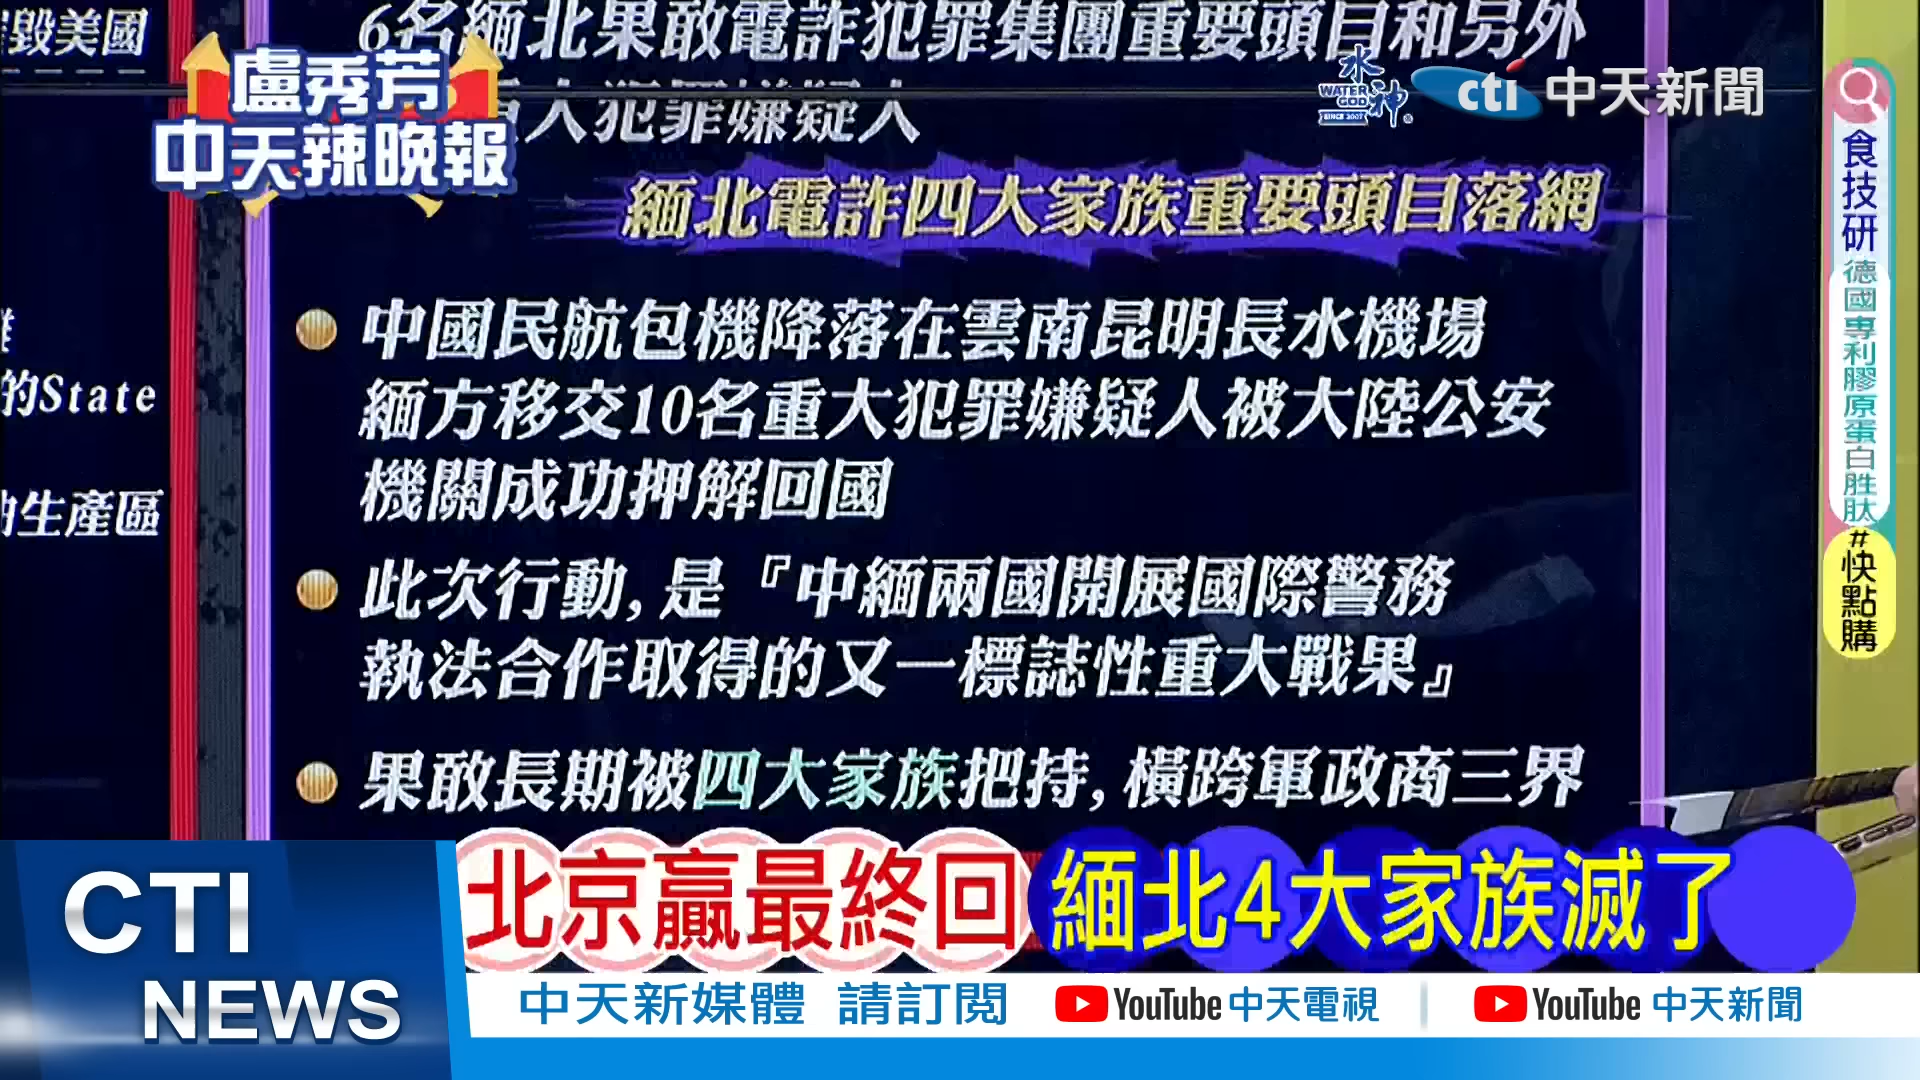 毀美國
盧秀芳
中天辣晚報
6名緬北果敢電詐犯罪集團重要頭目和另外
大犯罪嫌疑人
水神
WATER GOD
SINCE 2007
cti 中天新聞
緬北電詐四大家族重要頭目落網
中國民航包機降落在雲南昆明長水機場
緬方移交10名重大犯罪嫌疑人被大陸公安
機關成功押解回國
此次行動,是『中緬兩國開展國際警務
執法合作取得的又一標誌性重大戰果』
果敢長期被四大家族把持,橫跨軍政商三界
的State
生產區
食技研
德國專利膠原蛋白胜肽
#快點購
北京贏最終回 緬北4大家族滅了
CTI
NEWS
中天新媒體 請訂閱 YouTube 中天電視 YouTube 中天新聞